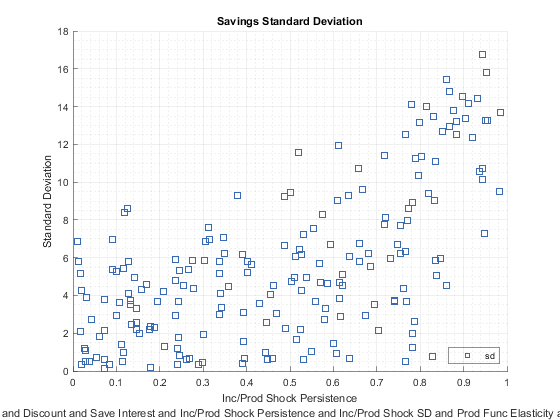 Savings Standard Deviation
18
16
14
12
10
8
6
4
2
0
Standard Deviation
0 0.1 0.2 0.3 0.4 0.5 0.6 0.7 0.8 0.9 1
Inc/Prod Shock Persistence
sd
and Discount and Save Interest and Inc/Prod Shock Persistence and Inc/Prod Shock SD and Prod Func Elasticity a